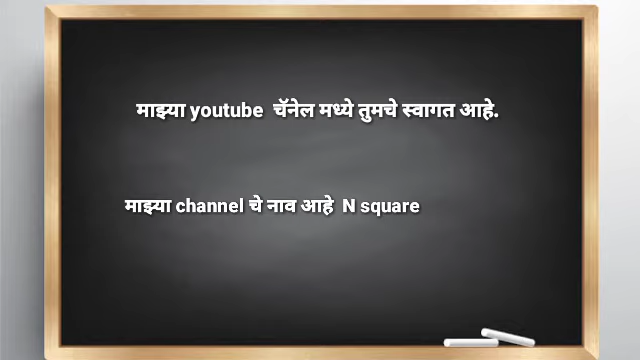 माझ्या youtube चॅनेल मध्ये तुमचे स्वागत आहे.
माझ्या channel चे नाव आहे N square